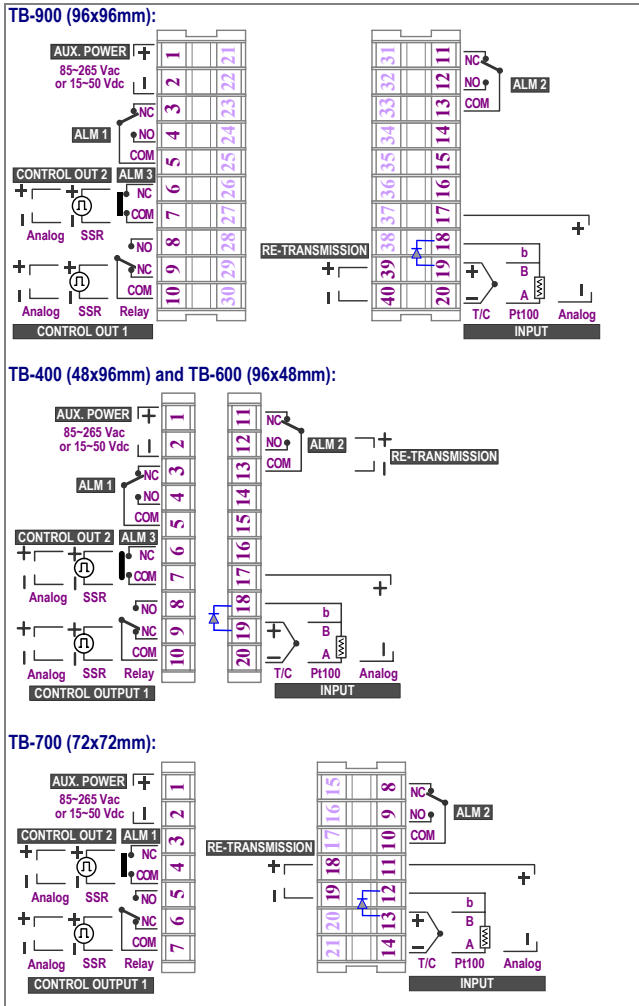 TB-900 (96x96mm):
AUX. POWER + 1 21 31 11
NC
85~265 Vac
or 15~50 Vdc
2 22 32 12
NO ALM 2
NC 3 23 33 13 COM
ALM 1 NO 4 24 34 14
COM 5 25 35 15
CONTROL OUT 2 ALM 3
+ + NC 6 26 36 16
COM 7 27 37 17 +
Analog SSR
NO 8 28 38 18 b
RE-TRANSMISSION
+ + NC 9 29 + 39 19 + B
COM 10 30 40 20 − A
Analog SSR Relay T/C Pt100 Analog
CONTROL OUT 1 INPUT
TB-400 (48x96mm) and TB-600 (96x48mm):
AUX. POWER + 1 11 NC
85~265 Vac
or 15~50 Vdc
2 12 NO ALM 2 +
RE-TRANSMISSION
NC 3 13 COM
ALM 1 NO 4 14
COM 5 15
CONTROL OUT 2 ALM 3
+ + NC 6 16
COM 7 17 +
Analog SSR
NO 8 18 b
+ + NC 9 19 + B
COM 10 20 − A
Analog SSR Relay T/C Pt100 Analog
CONTROL OUTPUT 1 INPUT
TB-700 (72x72mm):
AUX. POWER + 1 15 8 NC
85~265 Vac
or 15~50 Vdc
2 16 9 NO ALM 2
CONTROL OUT 2 ALM 1
NC 3 17 10 COM
RE-TRANSMISSION
+ + COM 4 + 18 11 +
Analog SSR
NO 5 19 12 b
+ + NC 6 20 13 + B
COM 7 21 14 − A
Analog SSR Relay T/C Pt100 Analog
CONTROL OUTPUT 1 INPUT